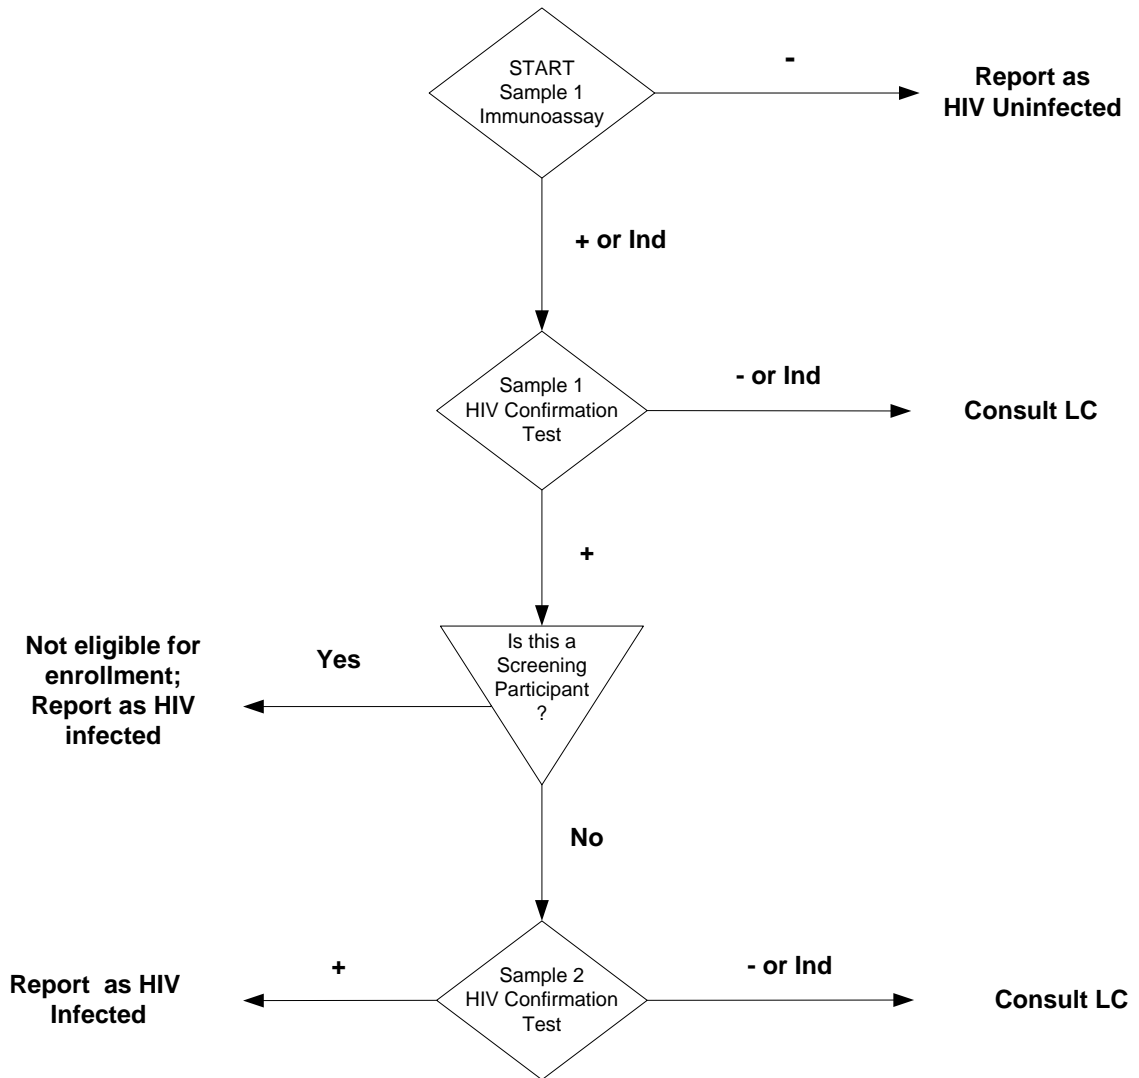 START
Sample 1
Immunoassay
-
Report as
HIV Uninfected
+ or Ind
Sample 1
HIV Confirmation
Test
- or Ind
Consult LC
+
Is this a
Screening
Participant
?
Yes
Not eligible for
enrollment;
Report as HIV
infected
No
Sample 2
HIV Confirmation
Test
+
Report  as HIV
Infected
- or Ind
Consult LC